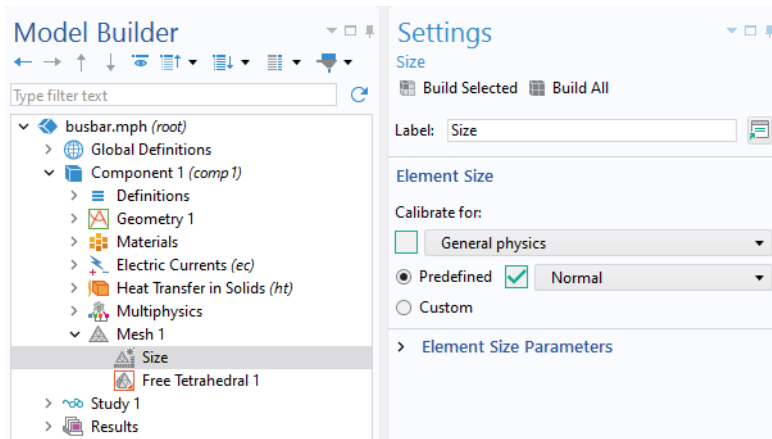 Model Builder
Type filter text
busbar.mph (root)
Global Definitions
Component 1 (comp1)
Definitions
Geometry 1
Materials
Electric Currents (ec)
Heat Transfer in Solids (ht)
Multiphysics
Mesh 1
Size
Free Tetrahedral 1
Study 1
Results
Settings
Size
Build Selected Build All
Label: Size
Element Size
Calibrate for:
General physics
Predefined Normal
Custom
Element Size Parameters